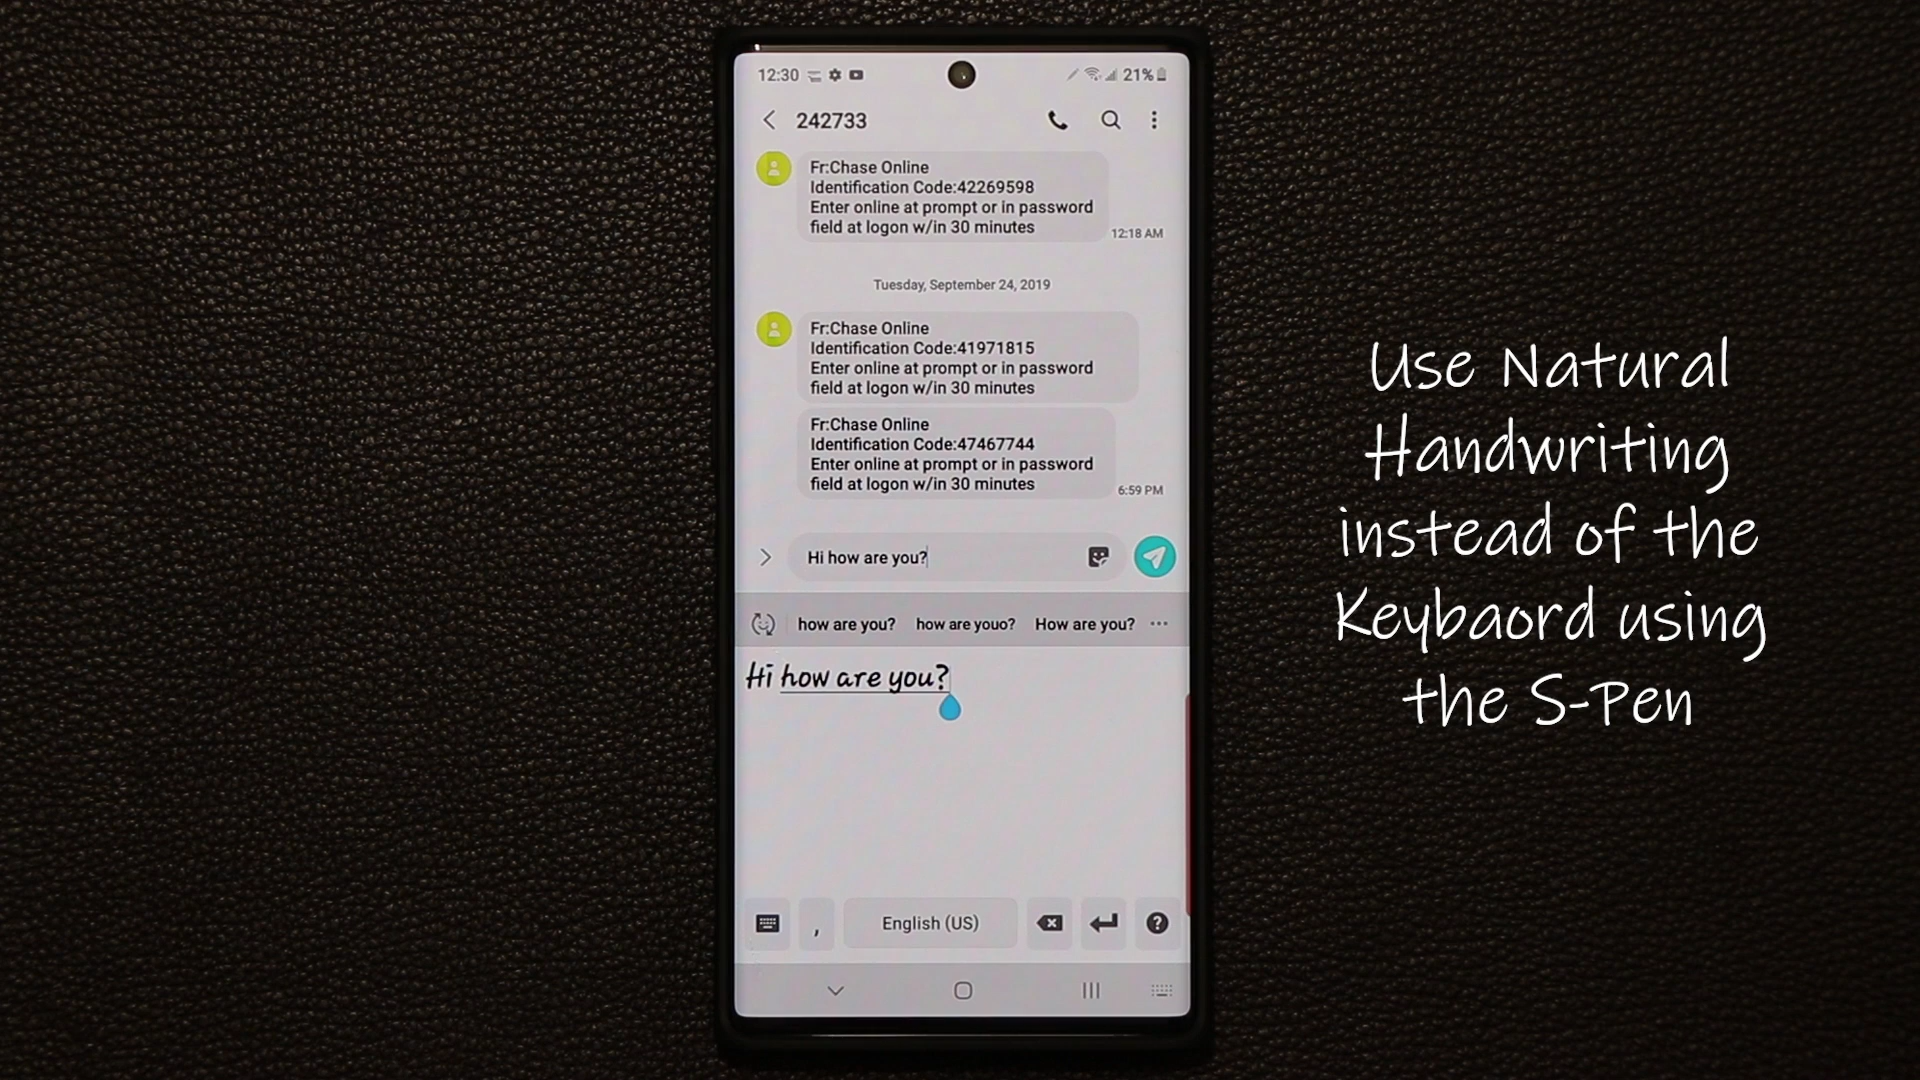 12:30
21%
242733
Fr:Chase Online
Identification Code:42269598
Enter online at prompt or in password
field at logon w/in 30 minutes
12:18 AM
Tuesday, September 24, 2019
Fr:Chase Online
Identification Code:41971815
Enter online at prompt or in password
field at logon w/in 30 minutes
Fr:Chase Online
Identification Code:47467744
Enter online at prompt or in password
field at logon w/in 30 minutes
6:59 PM
Hi how are you?
how are you? how are youo? How are you? ...
Hi how are you?
, English (US) ?
Use Natural
Handwriting
instead of the
Keybaord using
the S-Pen